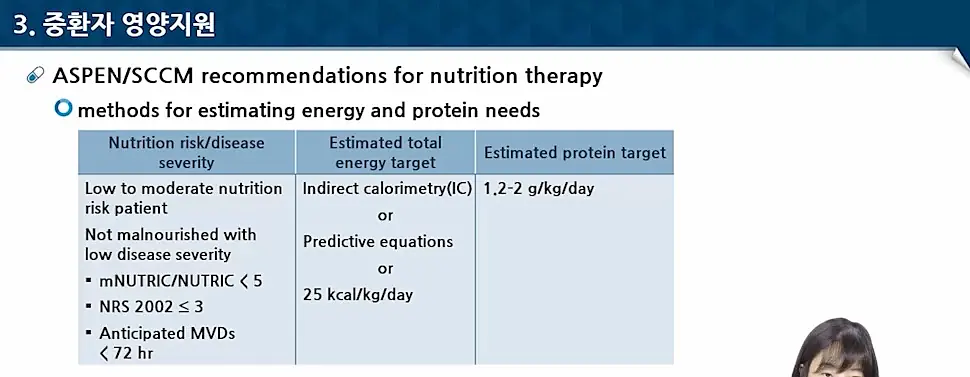 3. 중환자 영양지원
ASPEN/SCCM recommendations for nutrition therapy
methods for estimating energy and protein needs
Nutrition risk/disease
severity
Estimated total
energy target
Estimated protein target
Low to moderate nutrition
risk patient
Not malnourished with
low disease severity
▪ mNUTRIC/NUTRIC < 5
▪ NRS 2002 ≤ 3
▪ Anticipated MVDs
< 72 hr
Indirect calorimetry(IC)
or
Predictive equations
or
25 kcal/kg/day
1.2-2 g/kg/day